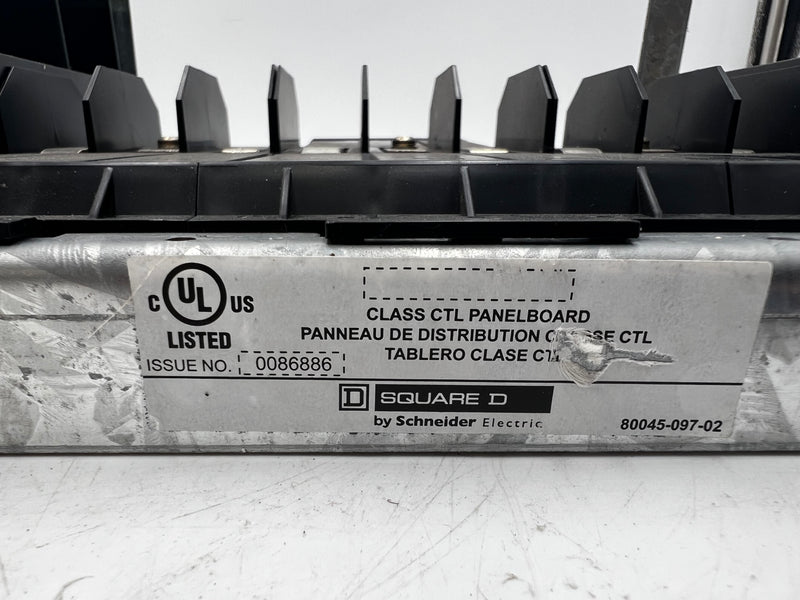 C UL US
LISTED
ISSUE NO. 0086886
CLASS CTL PANELBOARD
PANNEAU DE DISTRIBUTION CTL
TABLERO CLASE
D SQUARE D
by Schneider Electric
80045-097-02